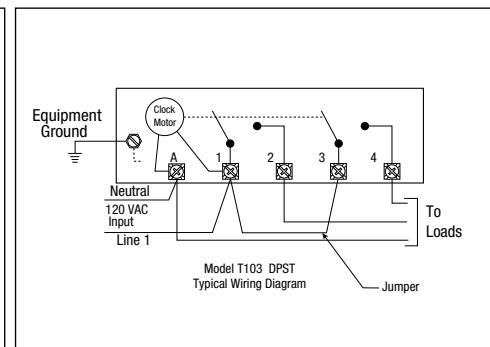 Clock
Motor
Equipment
Ground
A
1
2
3
4
Neutral
120 VAC
Input
Line 1
To
Loads
Model T103 DPST
Typical Wiring Diagram
Jumper